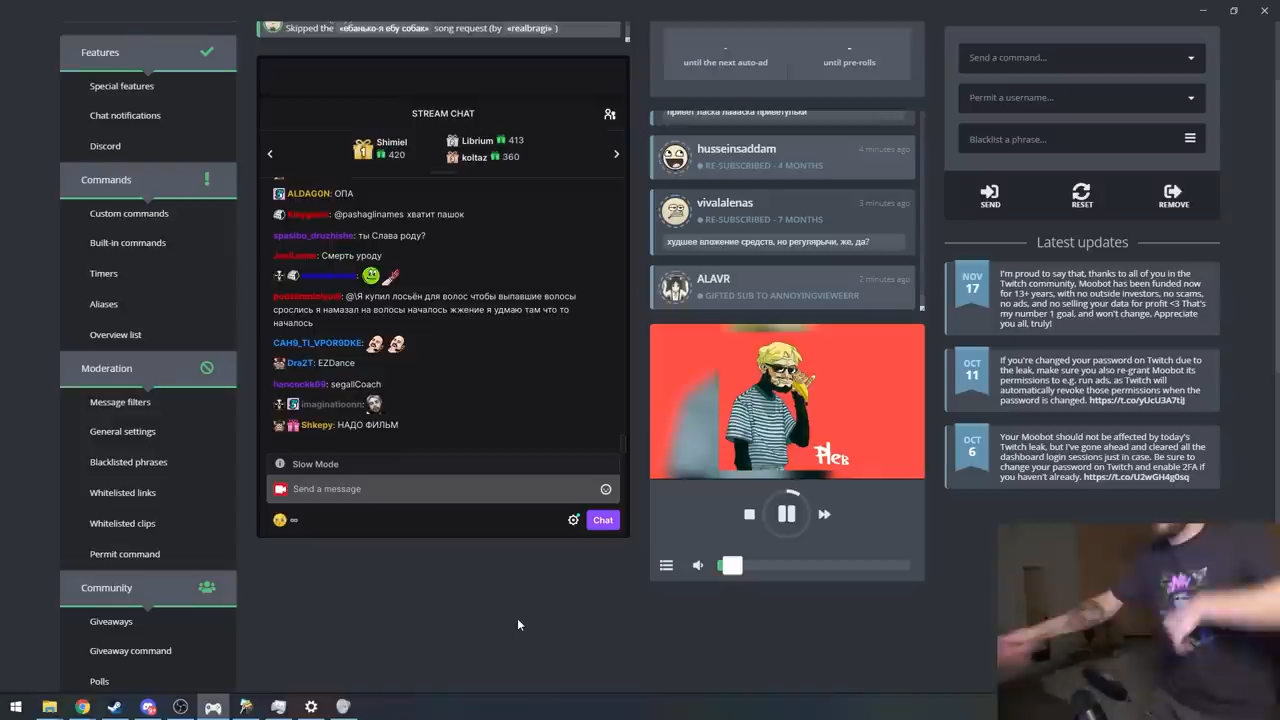 Features
Special features
Chat notifications
Discord
Commands
Custom commands
Built-in commands
Timers
Aliases
Overview list
Moderation
Message filters
General settings
Blacklisted phrases
Whitelisted links
Whitelisted clips
Permit command
Community
Giveaways
Giveaway command
Polls
Skipped the «ебанько-я ебу собак» song request (by «realbragi» )
STREAM CHAT
Shimiel
420
Librium 413
koltaz 360
ALDAG0N: ОПА
@pashaglinames хватит пашок
spasibo_druzhishe: ты Слава роду?
Смерть уроду
@\Я купил лосьён для волос чтобы выпавшие волосы
срослись я намазал на волосы началось жжение я удмаю там что то
началось
CAH9_TI_VPOR9DKE:
Dra2T: EZDance
hancockk69: segallCoach
imaginatioonn:
Shkepy: НАДО ФИЛЬМ
Slow Mode
Send a message
∞
Chat
-
until the next auto-ad
-
until pre-rolls
привет ласка лаааска приветульки
husseinsaddam
4 minutes ago
RE-SUBSCRIBED - 4 MONTHS
vivalalenas
3 minutes ago
RE-SUBSCRIBED - 7 MONTHS
худшее вложение средств, но регулярычи, же, да?
ALAVR
2 minutes ago
GIFTED SUB TO ANNOYINGVIEWEERR
Плев
Send a command...
Permit a username...
Blacklist a phrase...
SEND
RESET
REMOVE
Latest updates
NOV
17
I'm proud to say that, thanks to all of you in the
Twitch community, Moobot has been funded now
for 13+ years, with no outside investors, no scams,
no ads, and no selling your data for profit <3 That's
my number 1 goal, and won't change. Appreciate
you all, truly!
OCT
11
If you're changed your password on Twitch due to
the leak, make sure you also re-grant Moobot its
permissions to e.g. run ads, as Twitch will
automatically revoke those permissions when the
password is changed. https://t.co/yUcU3A7tiJ
OCT
6
Your Moobot should not be affected by today's
Twitch leak, but I've gone ahead and cleared all the
dashboard login sessions just in case. Be sure to
change your password on Twitch and enable 2FA if
you haven't already. https://t.co/U2wGH4g0sq